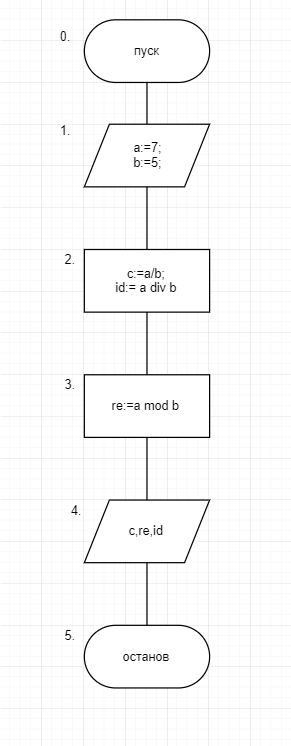 0.
пуск
1.
a:=7;
b:=5;
2.
c:=a/b;
id:= a div b
3.
re:=a mod b
4.
c,re,id
5.
останов